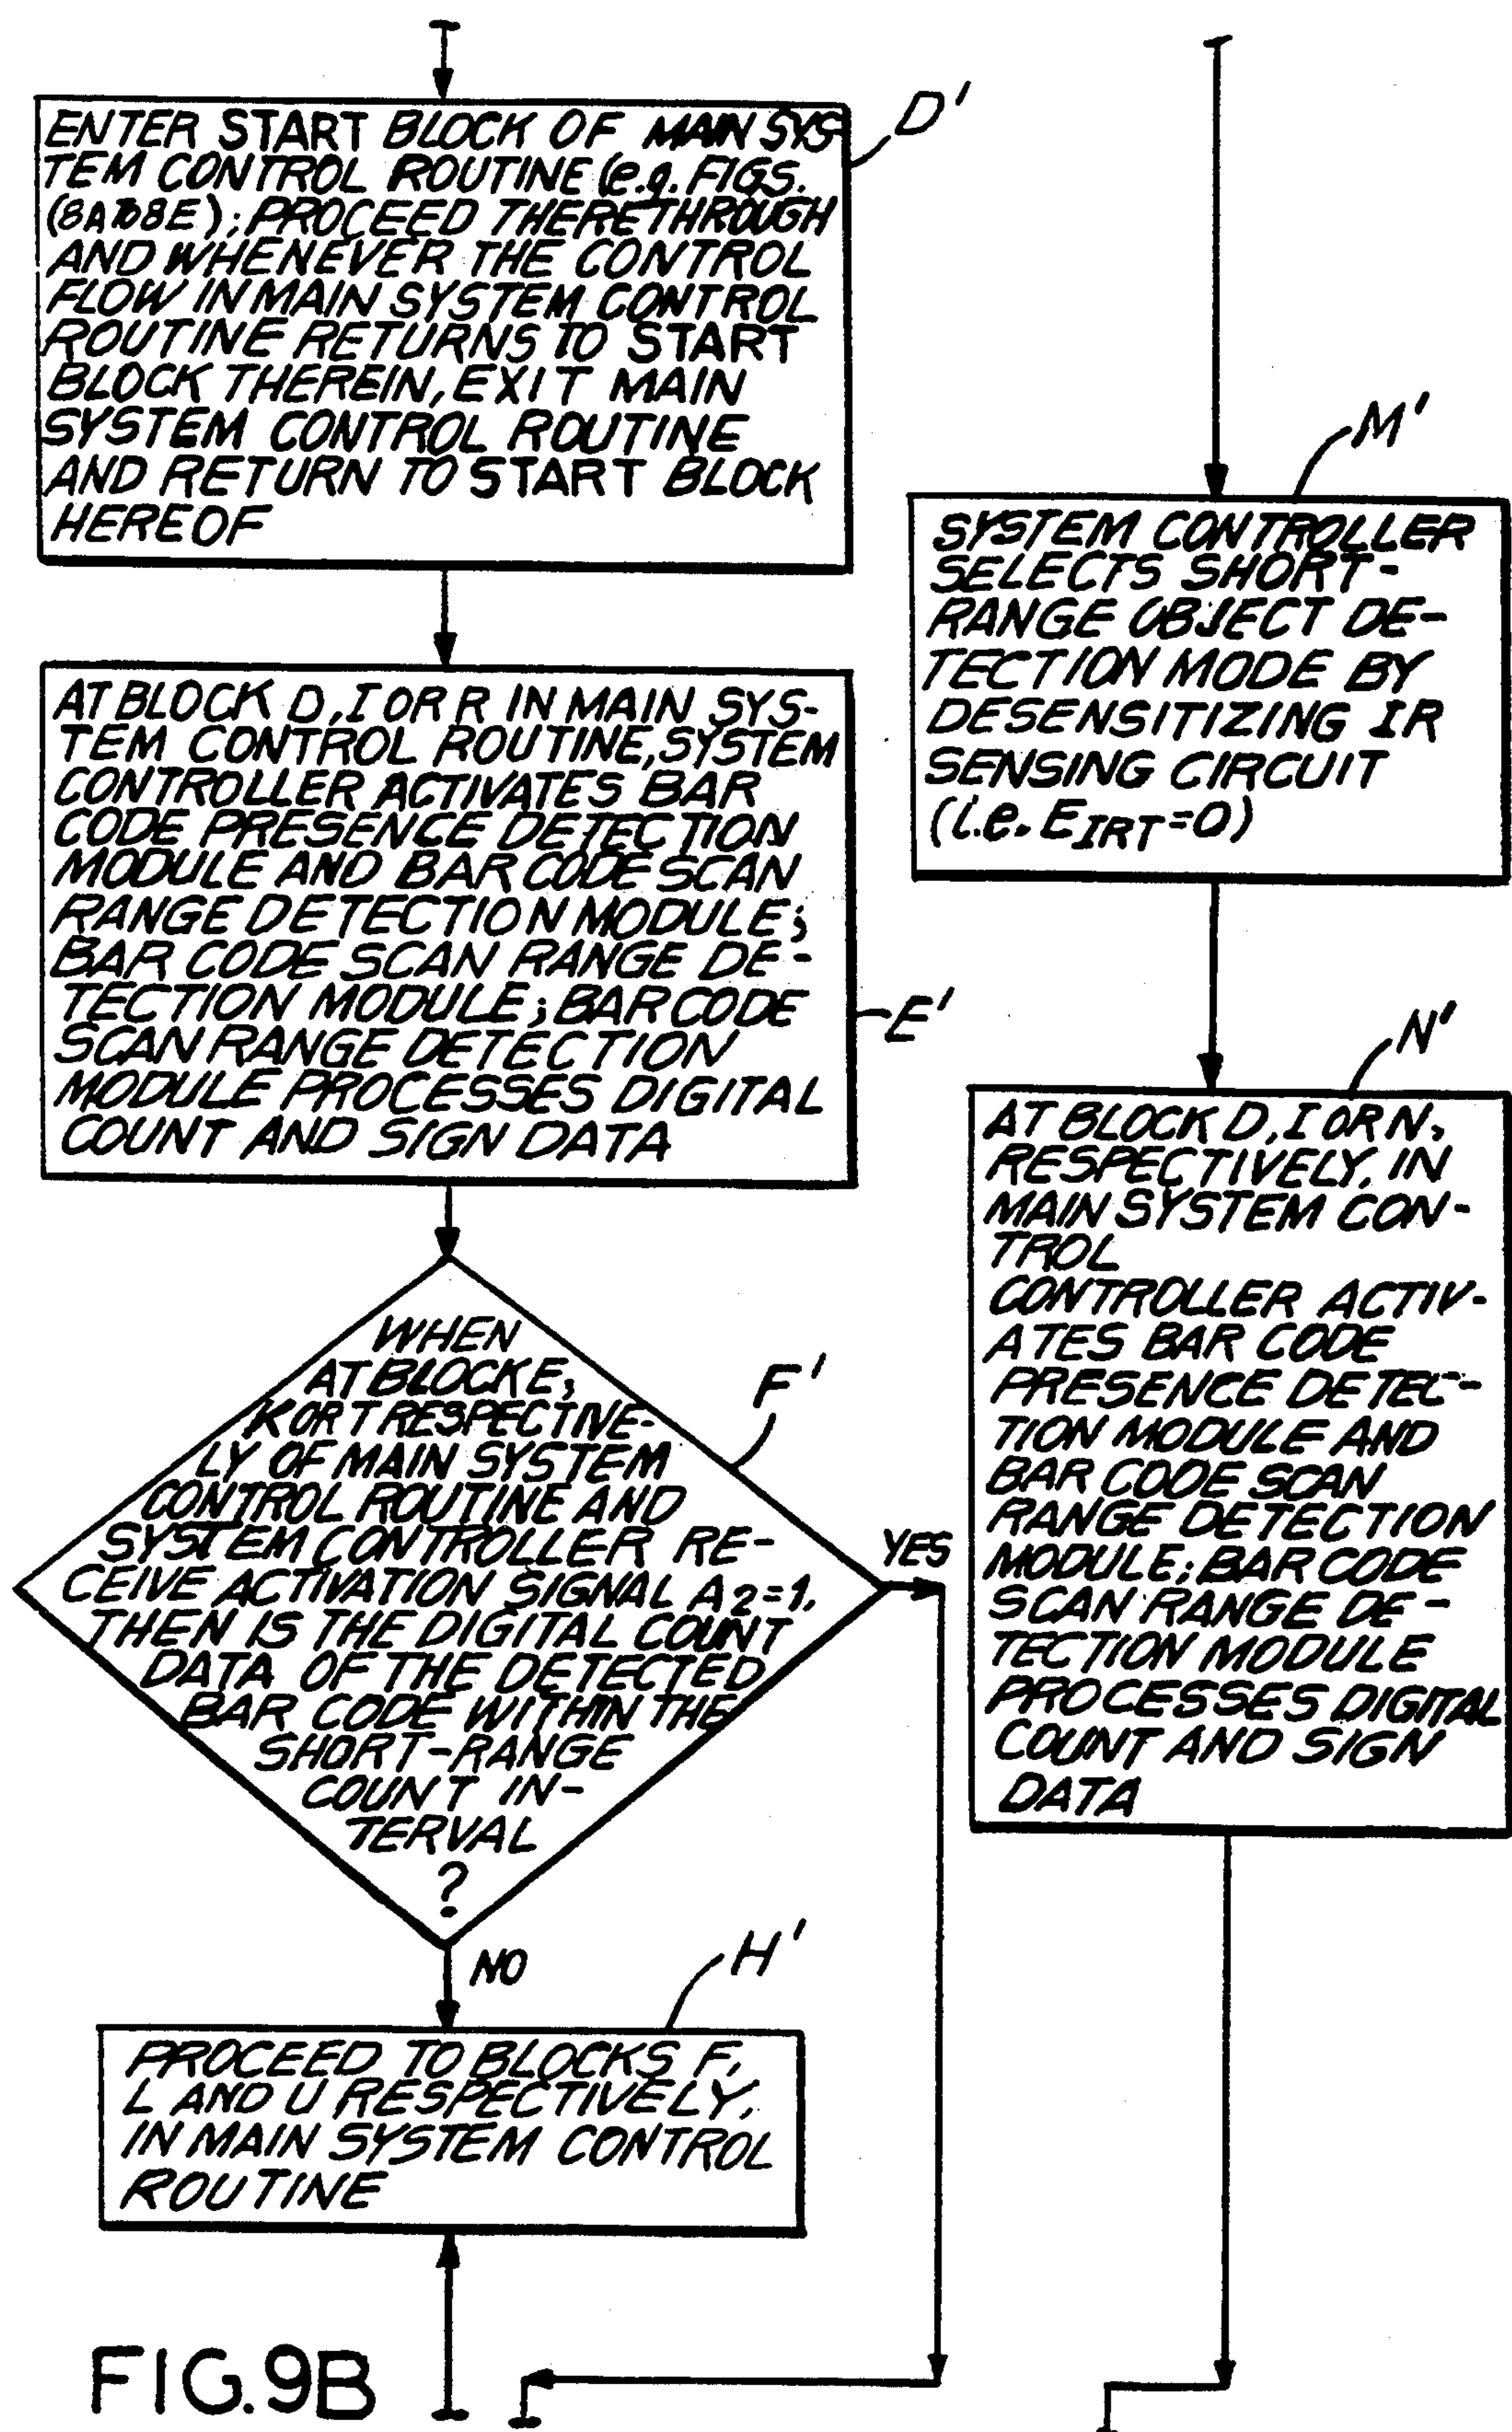 D'
ENTER START BLOCK OF MAIN SYS-
TEM CONTROL ROUTINE (e.g. FIGS.
(8A TO 8E); PROCEED THERETHROUGH
AND WHENEVER THE CONTROL
FLOW IN MAIN SYSTEM CONTROL
ROUTINE RETURNS TO START
BLOCK THEREIN, EXIT MAIN
SYSTEM CONTROL ROUTINE
AND RETURN TO START BLOCK
HEREOF
E'
AT BLOCK D, I OR R IN MAIN SYS-
TEM CONTROL ROUTINE, SYSTEM
CONTROLLER ACTIVATES BAR
CODE PRESENCE DETECTION
MODULE AND BAR CODE SCAN
RANGE DETECTION MODULE;
BAR CODE SCAN RANGE DE-
TECTION MODULE; BAR CODE
SCAN RANGE DETECTION
MODULE PROCESSES DIGITAL
COUNT AND SIGN DATA
F'
WHEN
AT BLOCK E,
K OR T RESPECTIVE-
LY OF MAIN SYSTEM
CONTROL ROUTINE AND
SYSTEM CONTROLLER RE-
CEIVE ACTIVATION SIGNAL A2=1,
THEN IS THE DIGITAL COUNT
DATA OF THE DETECTED
BAR CODE WITHIN THE
SHORT-RANGE
COUNT IN-
TERVAL
?
YES
NO
H'
PROCEED TO BLOCKS F,
L AND U RESPECTIVELY,
IN MAIN SYSTEM CONTROL
ROUTINE
M'
SYSTEM CONTROLLER
SELECTS SHORT-
RANGE OBJECT DE-
TECTION MODE BY
DESENSITIZING IR
SENSING CIRCUIT
(i.e. EIRT=0)
N'
AT BLOCK D, I OR N,
RESPECTIVELY, IN
MAIN SYSTEM CON-
TROL
CONTROLLER ACTIV-
ATES BAR CODE
PRESENCE DETEC-
TION MODULE AND
BAR CODE SCAN
RANGE DETECTION
MODULE; BAR CODE
SCAN RANGE DE-
TECTION MODULE
PROCESSES DIGITAL
COUNT AND SIGN
DATA
FIG. 9B